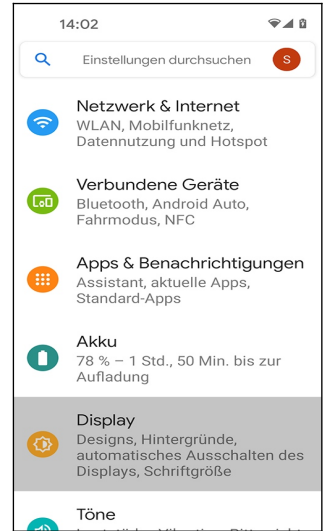 14:02
Einstellungen durchsuchen
S
Netzwerk & Internet
WLAN, Mobilfunknetz,
Datennutzung und Hotspot
Verbundene Geräte
Bluetooth, Android Auto,
Fahrmodus, NFC
Apps & Benachrichtigungen
Assistant, aktuelle Apps,
Standard-Apps
Akku
78 % – 1 Std., 50 Min. bis zur
Aufladung
Display
Designs, Hintergründe,
automatisches Ausschalten des
Displays, Schriftgröße
Töne